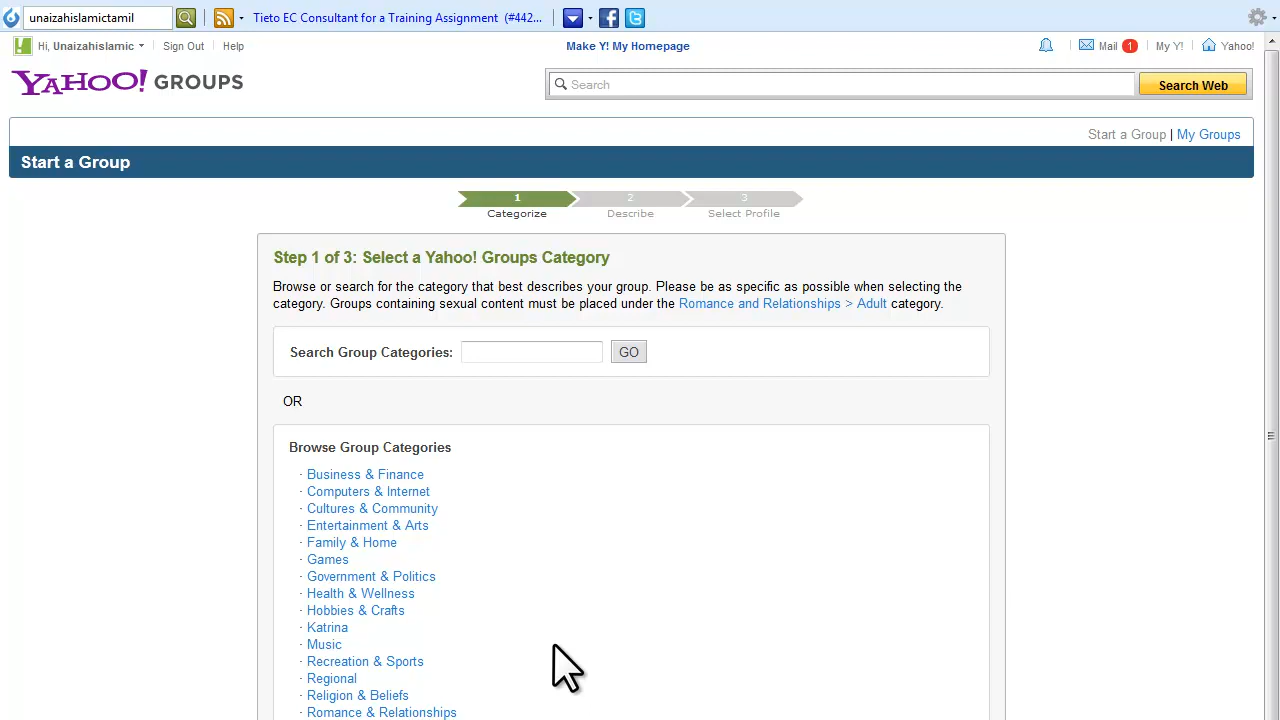 unaizahislamictamil Tieto EC Consultant for a Training Assignment (#442...
Hi, Unaizahislamic Sign Out Help Make Y! My Homepage Mail 1 My Y! Yahoo!
YAHOO! GROUPS Search Search Web
Start a Group | My Groups
Start a Group
1 2 3
Categorize Describe Select Profile
Step 1 of 3: Select a Yahoo! Groups Category
Browse or search for the category that best describes your group. Please be as specific as possible when selecting the
category. Groups containing sexual content must be placed under the Romance and Relationships > Adult category.
Search Group Categories: GO
OR
Browse Group Categories
· Business & Finance
· Computers & Internet
· Cultures & Community
· Entertainment & Arts
· Family & Home
· Games
· Government & Politics
· Health & Wellness
· Hobbies & Crafts
· Katrina
· Music
· Recreation & Sports
· Regional
· Religion & Beliefs
· Romance & Relationships